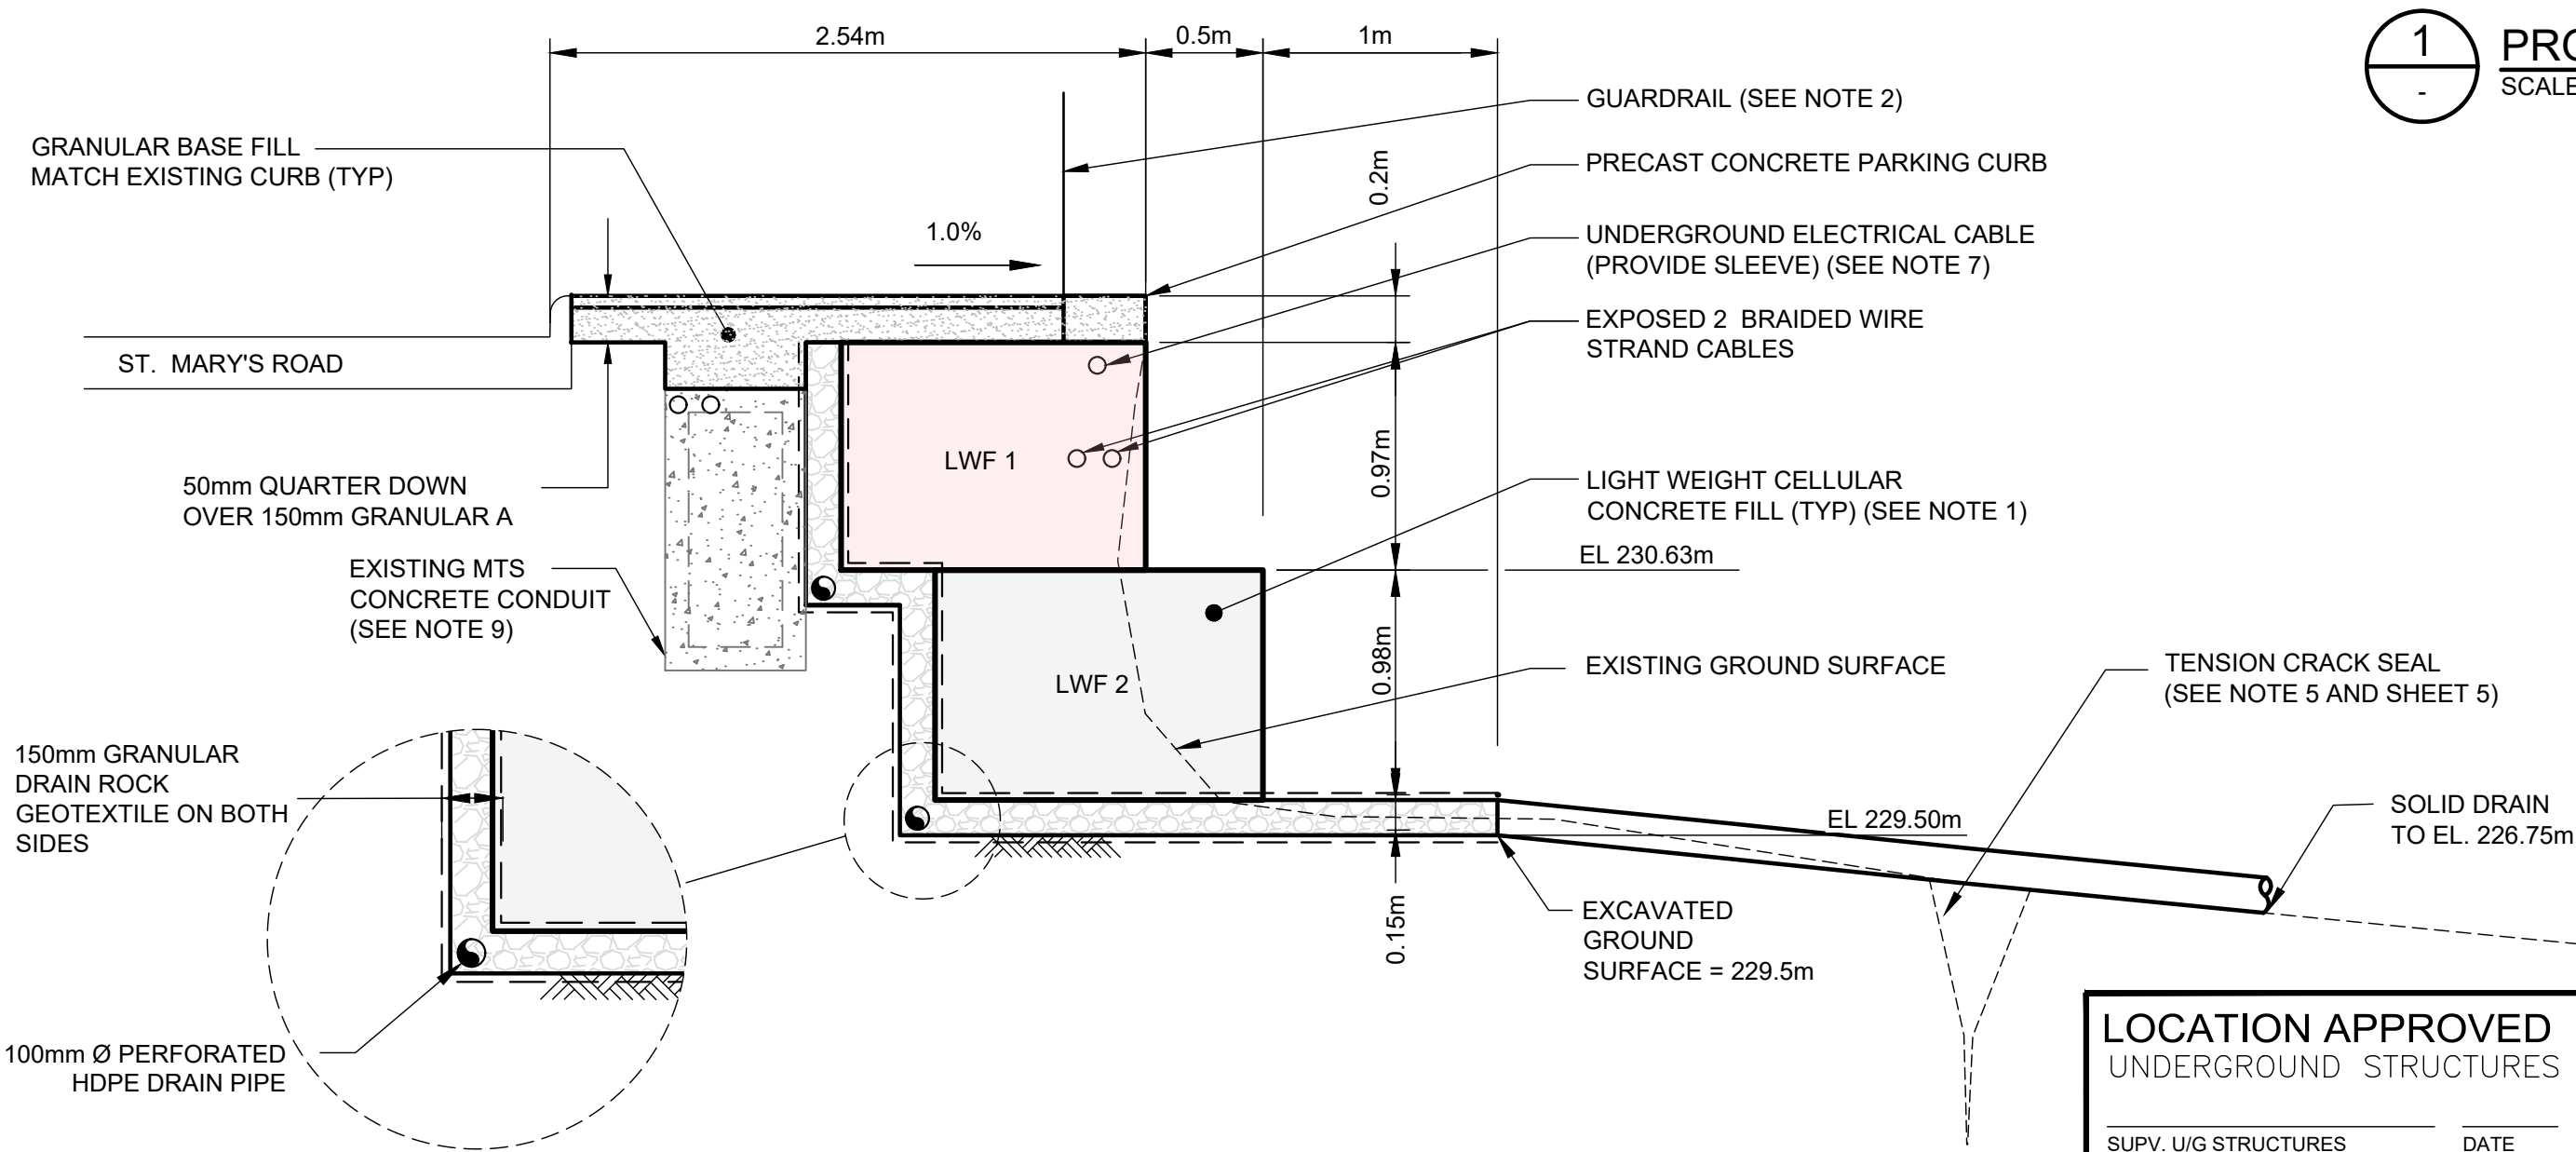 2.54m
0.5m
1m
1
-
SCALE
GUARDRAIL (SEE NOTE 2)
GRANULAR BASE FILL
MATCH EXISTING CURB (TYP)
PRECAST CONCRETE PARKING CURB
0.2m
1.0%
UNDERGROUND ELECTRICAL CABLE
(PROVIDE SLEEVE) (SEE NOTE 7)
EXPOSED 2 BRAIDED WIRE
STRAND CABLES
ST. MARY'S ROAD
LWF 1
0.97m
50mm QUARTER DOWN
OVER 150mm GRANULAR A
LIGHT WEIGHT CELLULAR
CONCRETE FILL (TYP) (SEE NOTE 1)
EL 230.63m
EXISTING MTS
CONCRETE CONDUIT
(SEE NOTE 9)
0.98m
LWF 2
EXISTING GROUND SURFACE
TENSION CRACK SEAL
(SEE NOTE 5 AND SHEET 5)
150mm GRANULAR
DRAIN ROCK
GEOTEXTILE ON BOTH
SIDES
EL 229.50m
SOLID DRAIN
TO EL. 226.75m
0.15m
EXCAVATED
GROUND
SURFACE = 229.5m
100mm Ø PERFORATED
HDPE DRAIN PIPE
LOCATION APPROVED
UNDERGROUND STRUCTURES
SUPV. U/G STRUCTURES
DATE